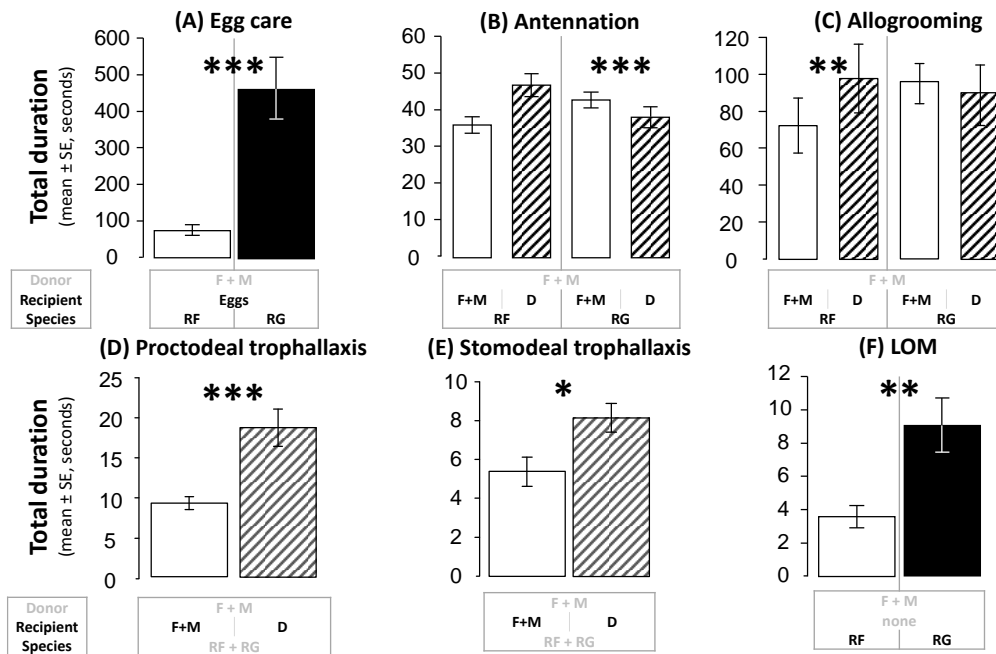 (A) Egg care
(B) Antennation
(C) Allogrooming
Total duration
(mean ± SE, seconds)
600
500
400
300
200
100
0
***
60
50
40
30
20
10
0
***
120
100
80
60
40
20
0
**
Donor
Recipient
Species
F + M
Eggs
RF RG
F + M
F+M D F+M D
RF RG
F + M
F+M D F+M D
RF RG
(D) Proctodeal trophallaxis
(E) Stomodeal trophallaxis
(F) LOM
Total duration
(mean ± SE, seconds)
25
20
15
10
5
0
***
10
8
6
4
2
0
*
12
10
8
6
4
2
0
**
Donor
Recipient
Species
F + M
F+M D
RF + RG
F + M
F+M D
RF + RG
F + M
none
RF RG